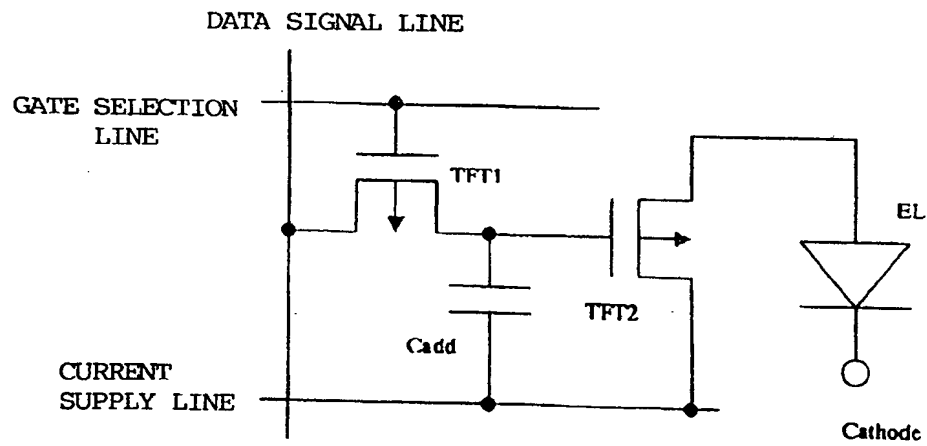 DATA SIGNAL LINE
GATE SELECTION
LINE
TFT1
EL
TFT2
Cadd
CURRENT
SUPPLY LINE
Cathode